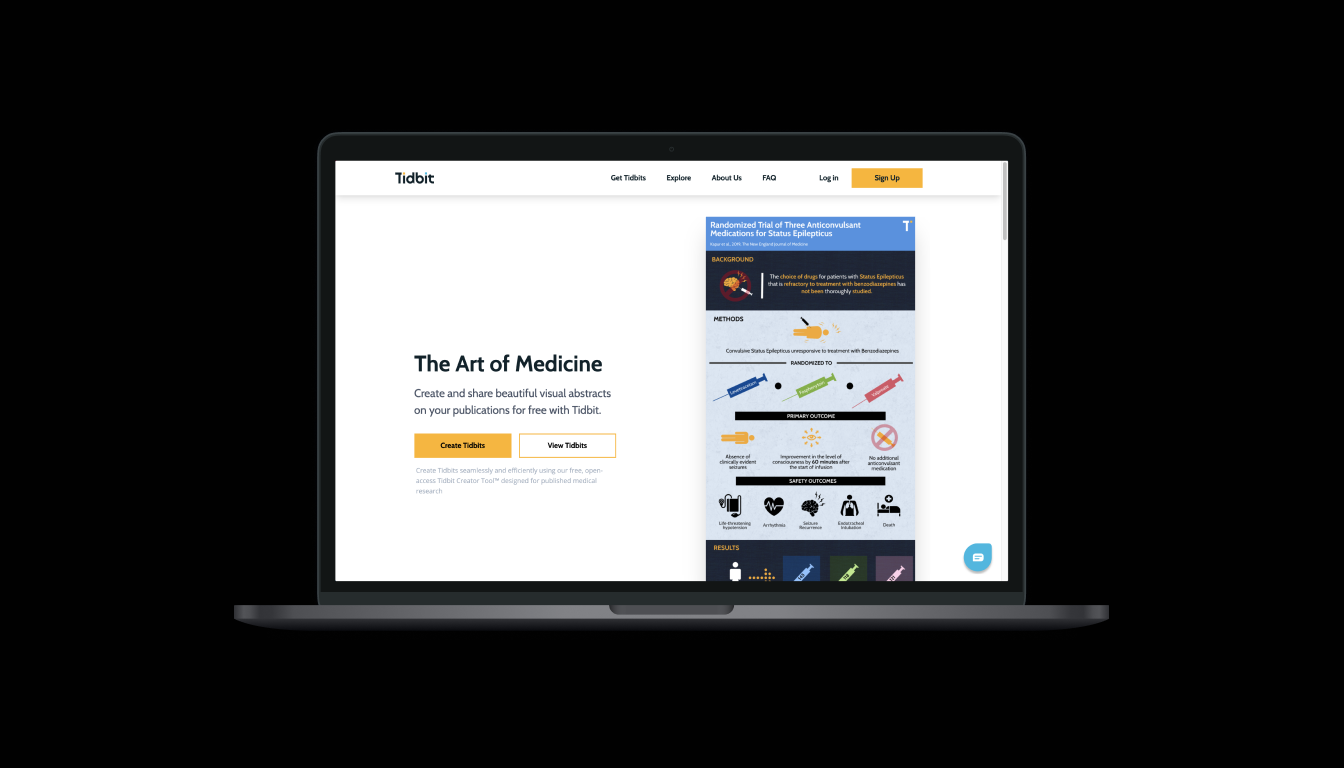 Tidbit
Get Tidbits
Explore
About Us
FAQ
Log in
Sign Up
The Art of Medicine
Create and share beautiful visual abstracts
on your publications for free with Tidbit.
Create Tidbits
View Tidbits
Create Tidbits seamlessly and efficiently using our free, open-
access Tidbit Creator Tool™ designed for published medical
research
Randomized Trial of Three Anticonvulsant
Medications for Status Epilepticus
T
Kapur et al., 2019, The New England Journal of Medicine
BACKGROUND
The choice of drugs for patients with Status Epilepticus
that is refractory to treatment with benzodiazepines has
not been thoroughly studied.
METHODS
Convulsive Status Epilepticus unresponsive to treatment with Benzodiazepines
RANDOMIZED TO
Levetiracetam
Fosphenytoin
Valproate
PRIMARY OUTCOME
Absence of
clinically evident
seizures
Improvement in the level of
consciousness by 60 minutes after
the start of infusion
No additional
anticonvulsant
medication
SAFETY OUTCOMES
Life-threatening
hypotension
Arrhythmia
Seizure
Recurrence
Endotracheal
Intubation
Death
RESULTS